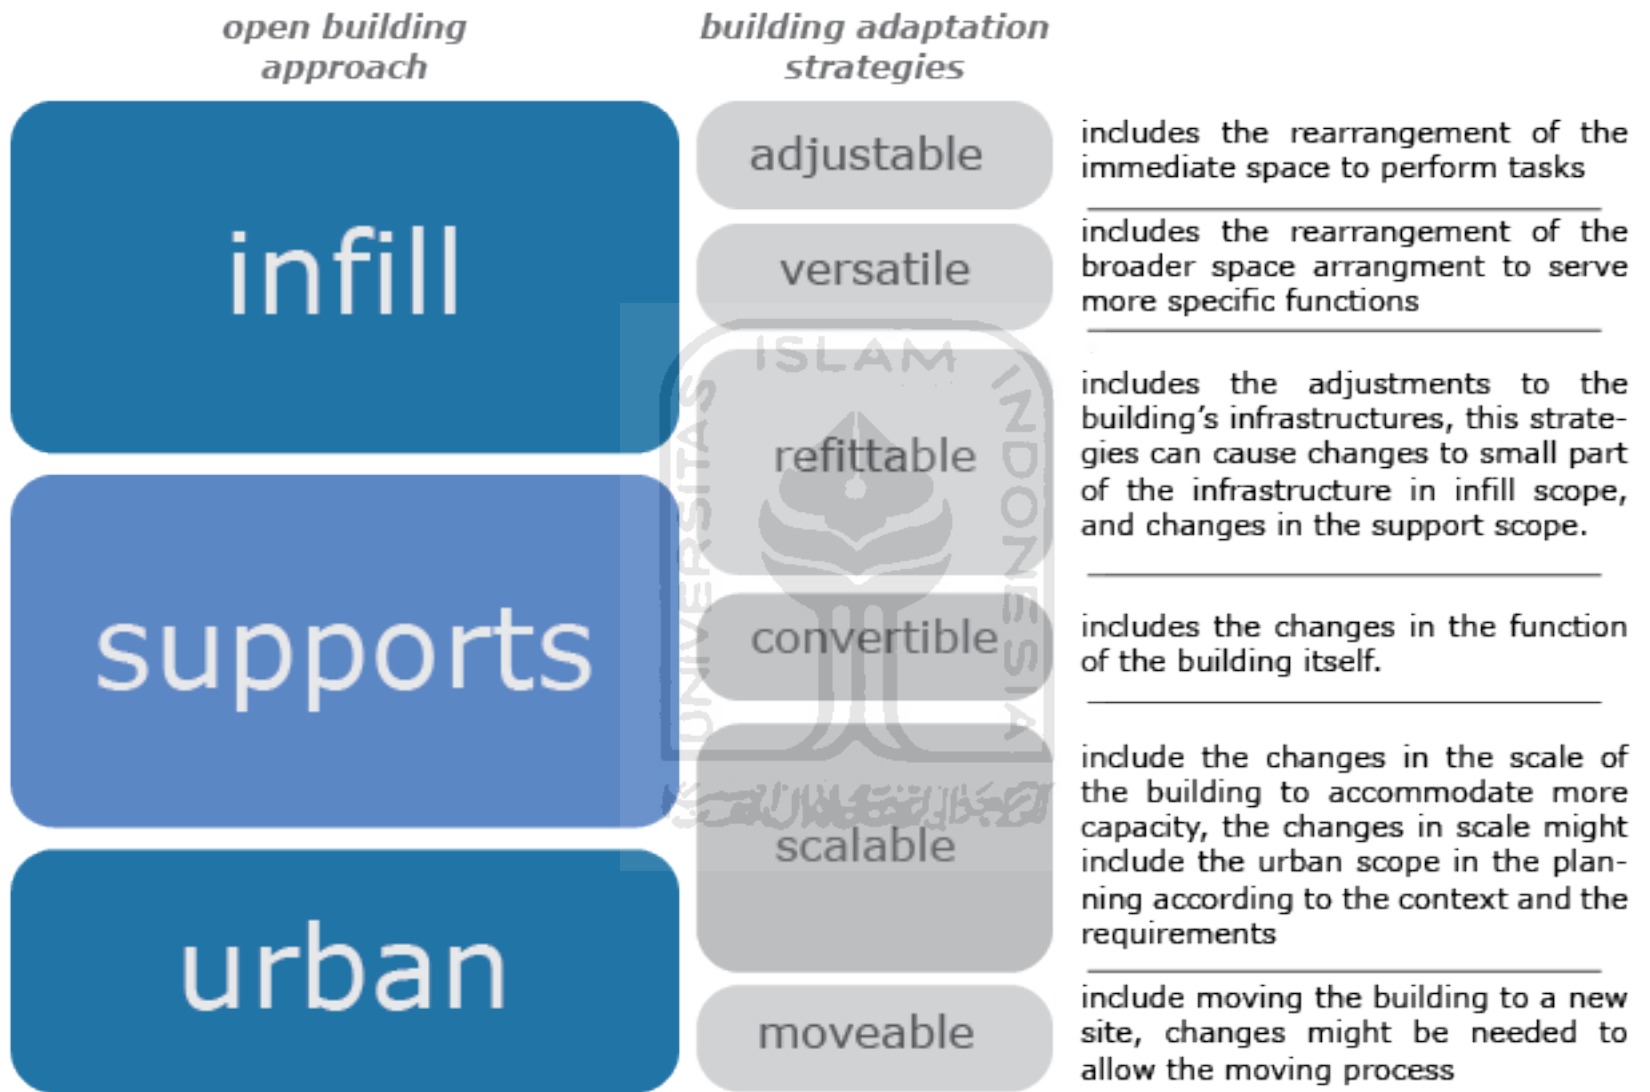 open building
approach
building adaptation
strategies
infill
supports
urban
adjustable
includes the rearrangement of the
immediate space to perform tasks
versatile
includes the rearrangement of the
broader space arrangment to serve
more specific functions
refittable
includes the adjustments to the
building's infrastructures, this strate-
gies can cause changes to small part
of the infrastructure in infill scope,
and changes in the support scope.
convertible
includes the changes in the function
of the building itself.
scalable
include the changes in the scale of
the building to accommodate more
capacity, the changes in scale might
include the urban scope in the plan-
ning according to the context and the
requirements
moveable
include moving the building to a new
site, changes might be needed to
allow the moving process
UNIVERSITAS
ISLAM
INDONESIA